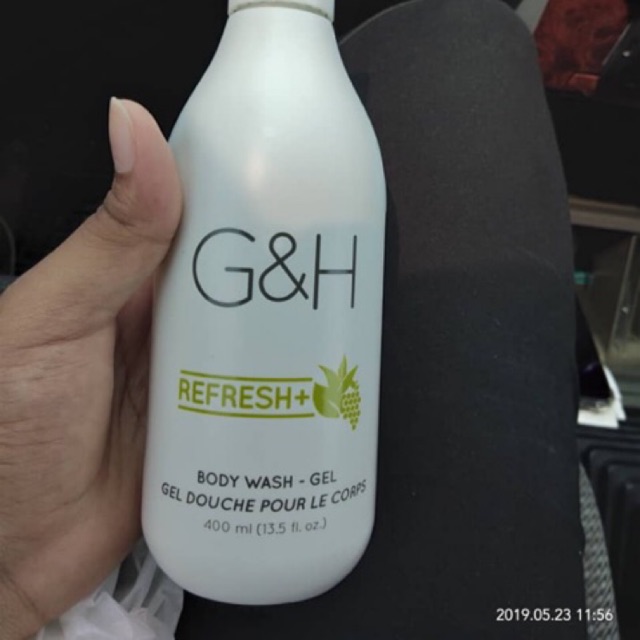 G&H
REFRESH+
BODY WASH - GEL
GEL DOUCHE POUR LE CORPS
400 ml (13.5 fl. oz.)
2019.05.23 11:56